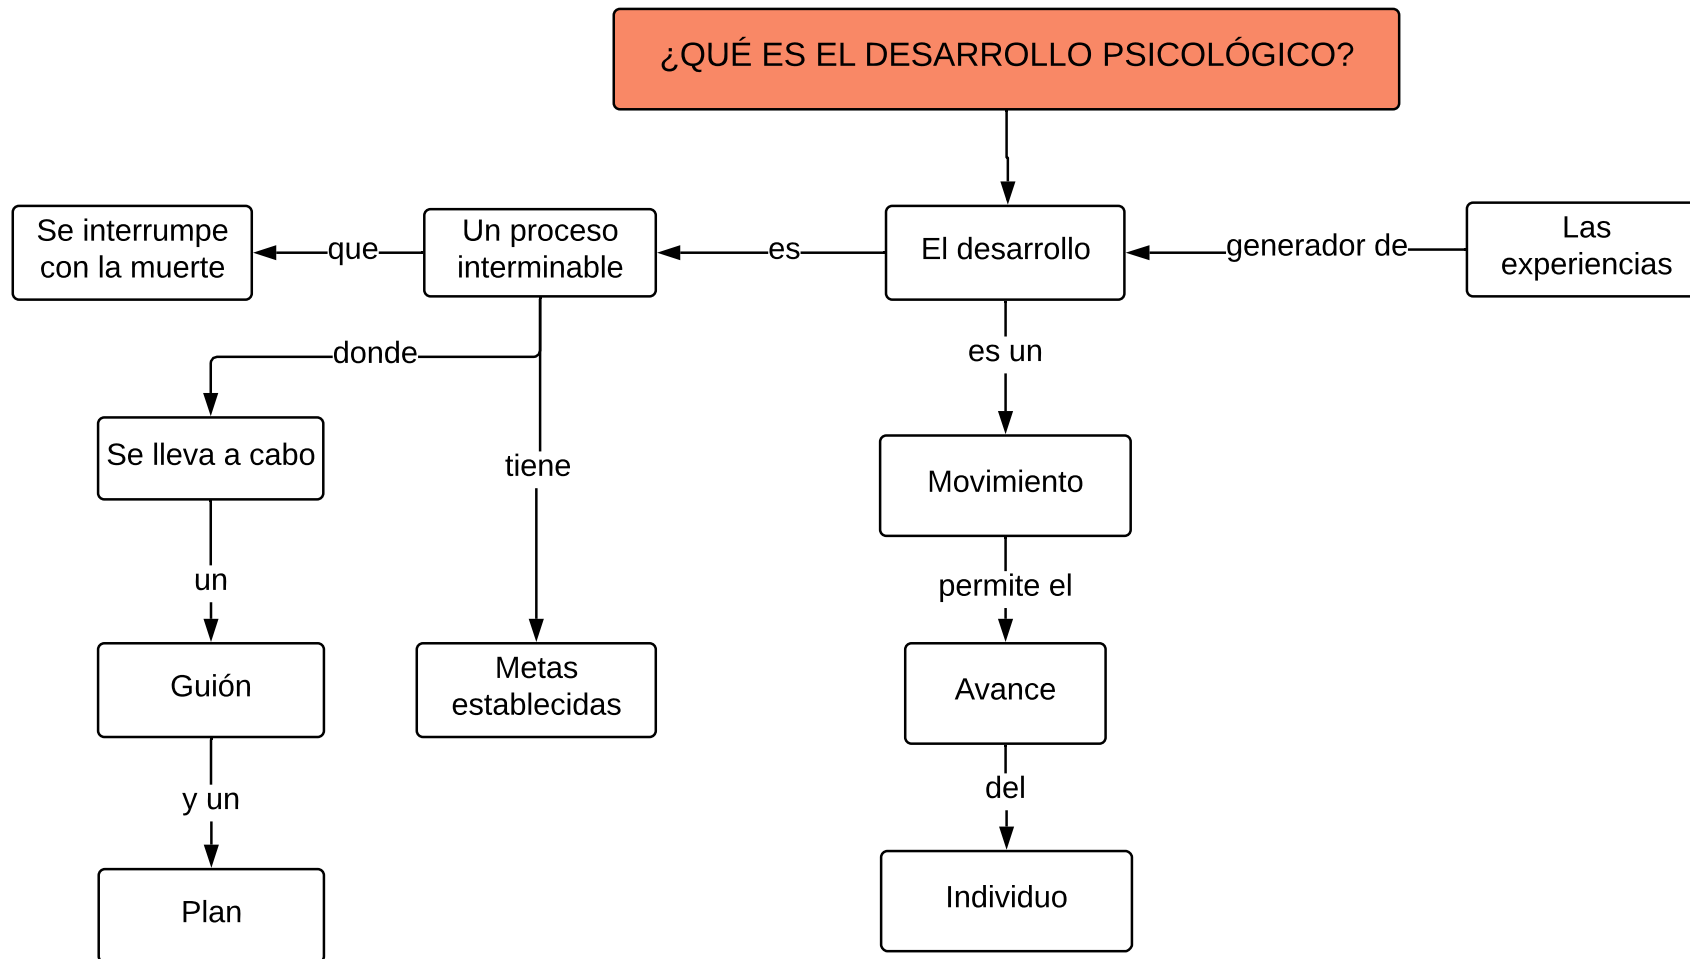 ¿QUÉ ES EL DESARROLLO PSICOLÓGICO?
Se interrumpe
con la muerte
que
Un proceso
interminable
es
El desarrollo
generador de
Las
experiencias
donde
es un
Se lleva a cabo
tiene
Movimiento
un
permite el
Guión
Metas
establecidas
Avance
y un
del
Plan
Individuo